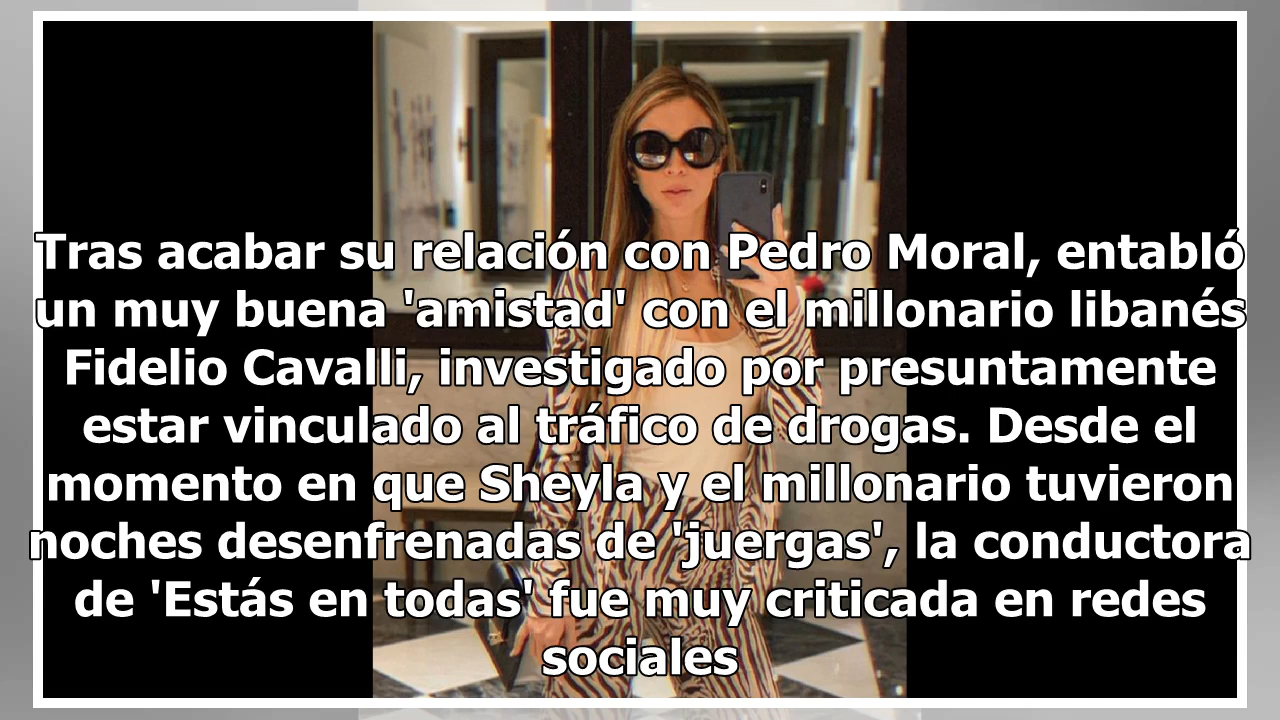 Tras acabar su relación con Pedro Moral, entabló
un muy buena 'amistad' con el millonario libanés
Fidelio Cavalli, investigado por presuntamente
estar vinculado al tráfico de drogas. Desde el
momento en que Sheyla y el millonario tuvieron
noches desenfrenadas de 'juergas', la conductora
de 'Estás en todas' fue muy criticada en redes
sociales